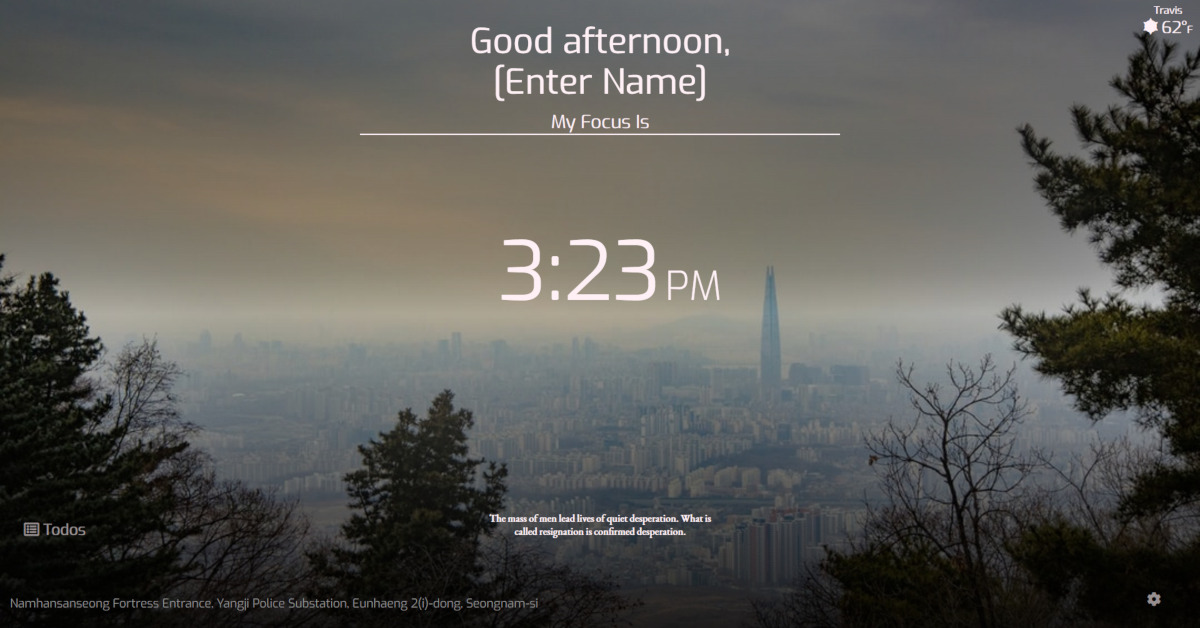 Travis
62°F
Good afternoon,
[Enter Name]
My Focus Is
3:23 PM
The mass of men lead lives of quiet desperation. What is
called resignation is confirmed desperation.
Todos
Namhansanseong Fortress Entrance, Yangji Police Substation, Eunhaeng 2(i)-dong, Seongnam-si